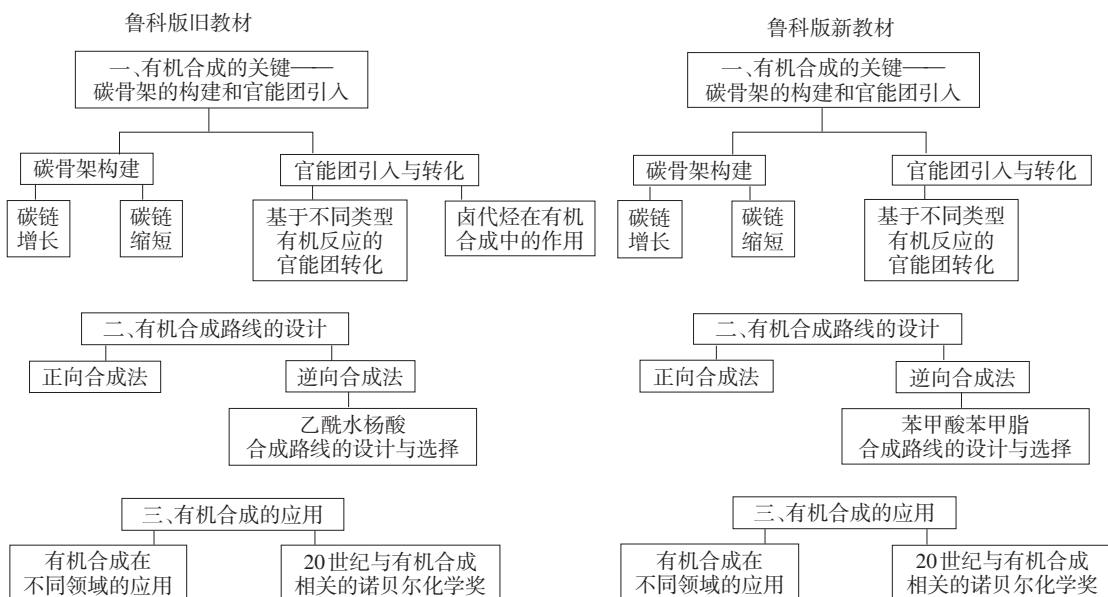 鲁科版旧教材
一、有机合成的关键——
碳骨架的构建和官能团引入
碳骨架构建
官能团引入与转化
碳链
增长
碳链
缩短
基于不同类型
有机反应的
官能团转化
卤代烃在有机
合成中的作用
二、有机合成路线的设计
正向合成法
逆向合成法
乙酰水杨酸
合成路线的设计与选择
三、有机合成的应用
有机合成在
不同领域的应用
20世纪与有机合成
相关的诺贝尔化学奖
鲁科版新教材
一、有机合成的关键——
碳骨架的构建和官能团引入
碳骨架构建
官能团引入与转化
碳链
增长
碳链
缩短
基于不同类型
有机反应的
官能团转化
二、有机合成路线的设计
正向合成法
逆向合成法
苯甲酸苯甲脂
合成路线的设计与选择
三、有机合成的应用
有机合成在
不同领域的应用
20世纪与有机合成
相关的诺贝尔化学奖